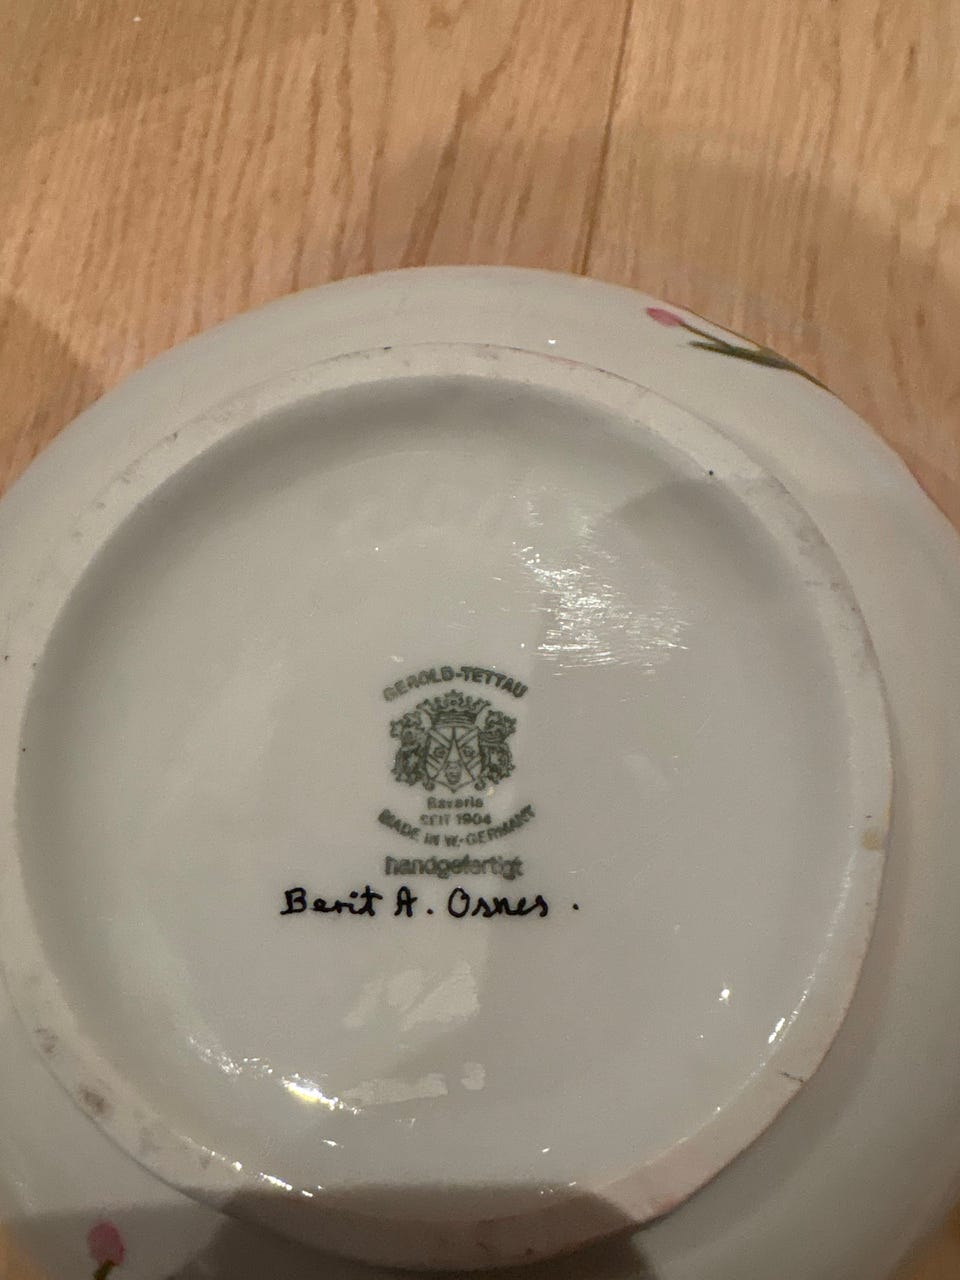 GEROLD-TETTAU
Bavaria
SEIT 1904
MADE IN W.-GERMANY
handgefertigt
Berit A. Osnes.